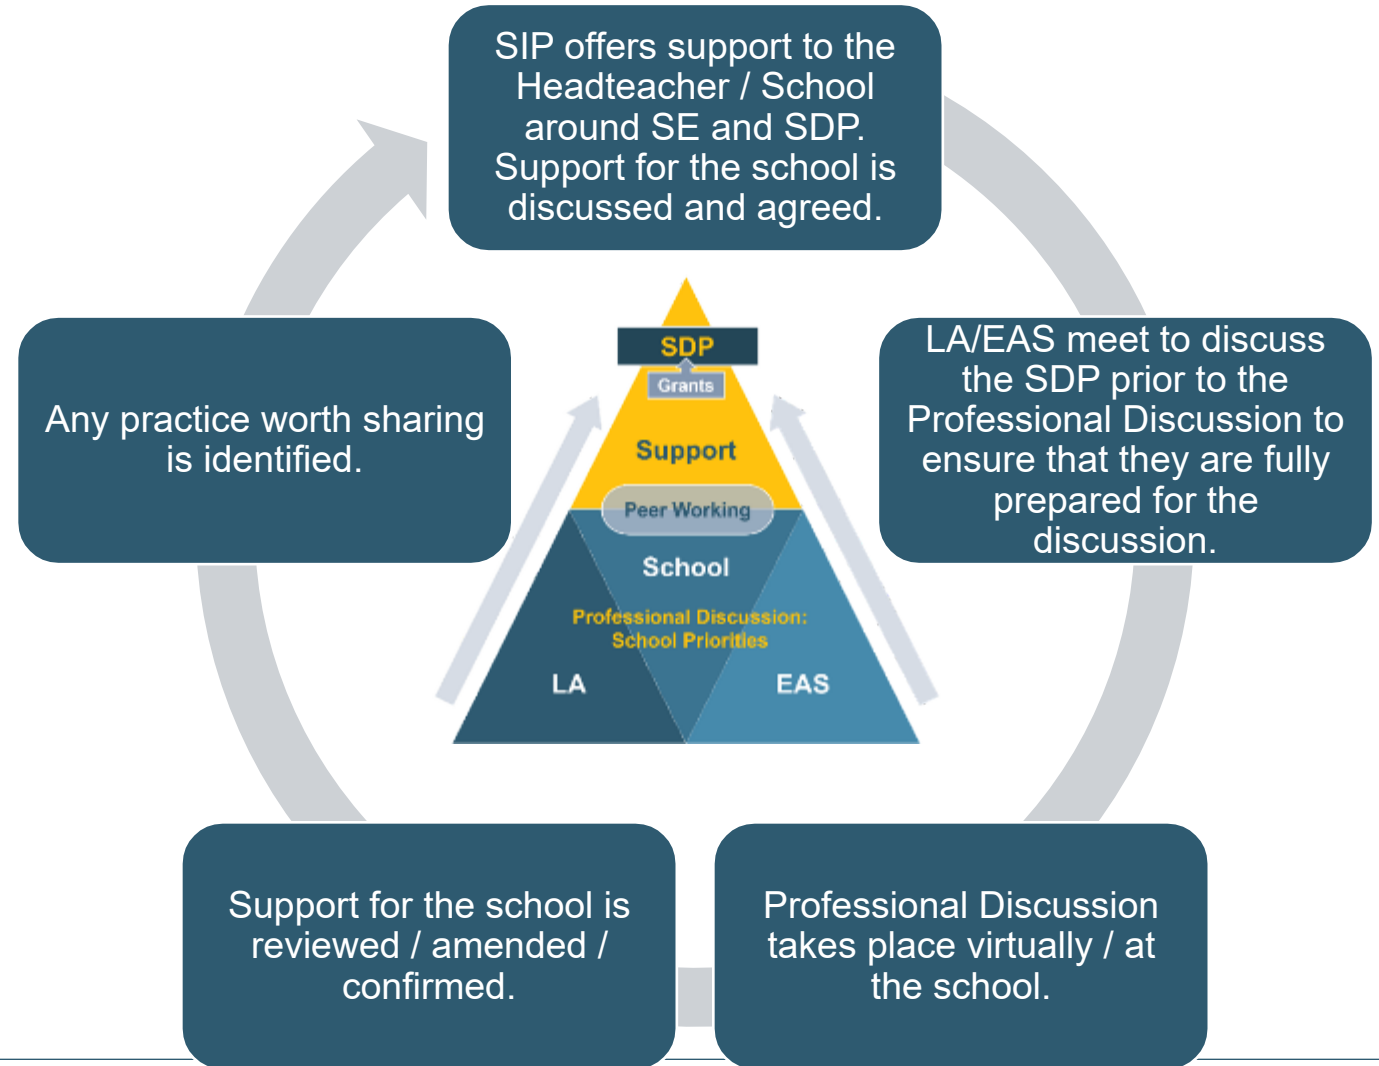 SIP offers support to the
Headteacher / School
around SE and SDP.
Support for the school is
discussed and agreed.
LA/EAS meet to discuss
the SDP prior to the
Professional Discussion to
ensure that they are fully
prepared for the
discussion.
Professional Discussion
takes place virtually / at
the school.
Support for the school is
reviewed / amended /
confirmed.
Any practice worth sharing
is identified.
SDP
Grants
Support
Peer Working
School
Professional Discussion:
School Priorities
LA
EAS